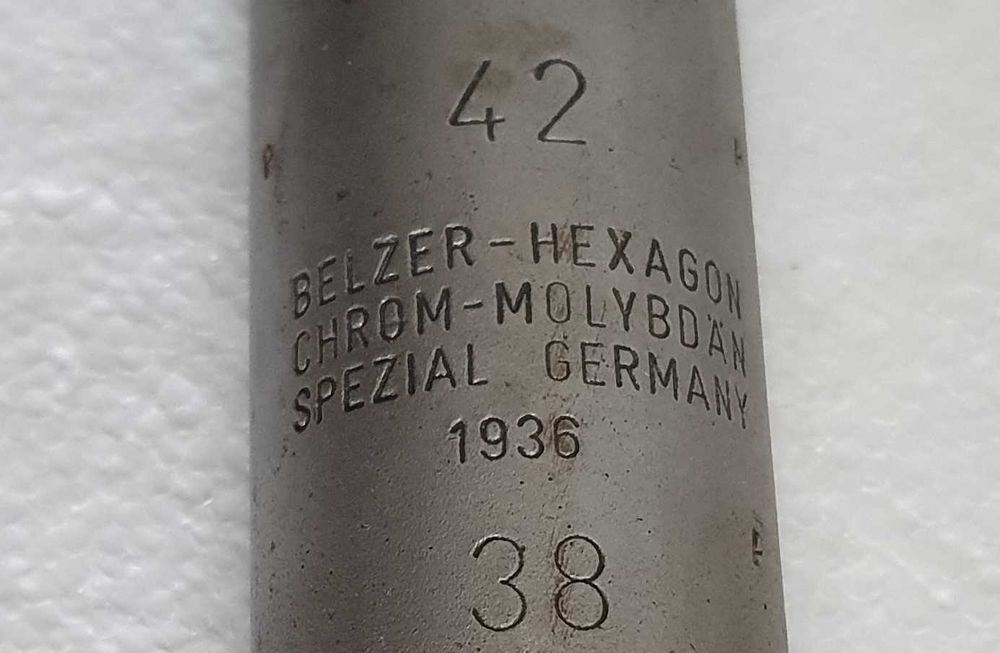 42
BELZER-HEXAGON
CHROM-MOLYBDÄN
SPEZIAL GERMANY
1936
38